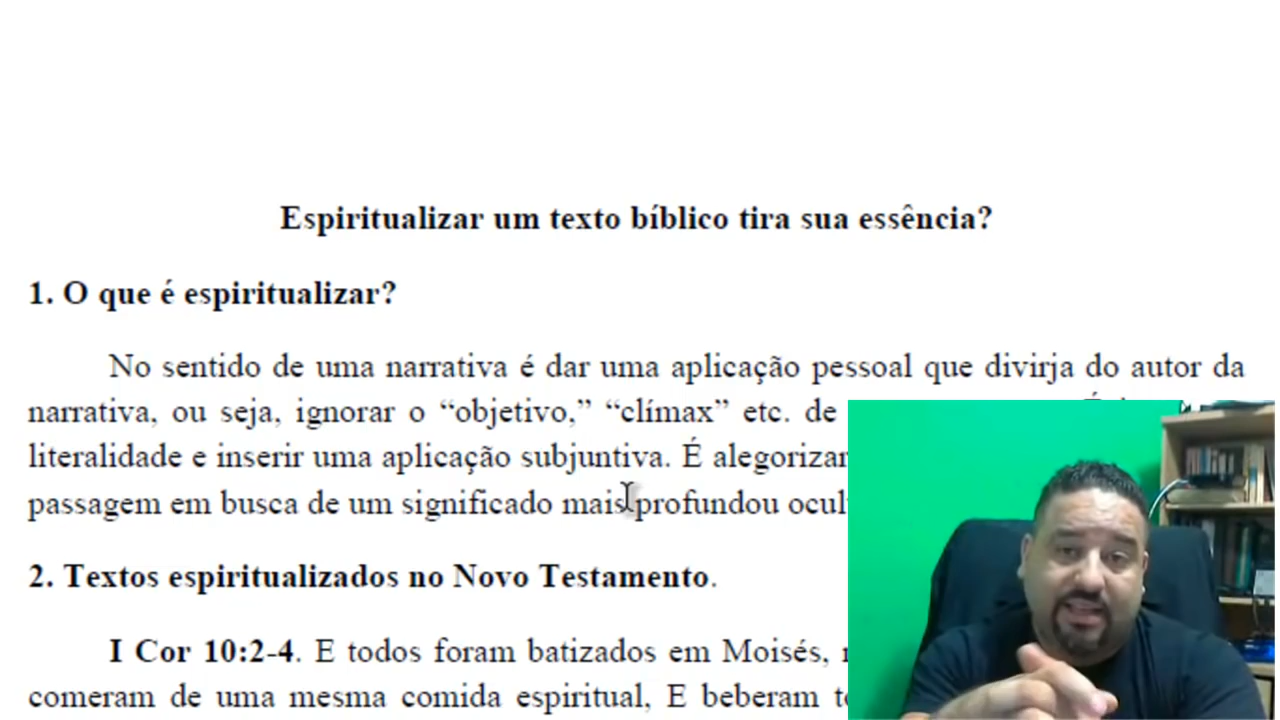 Espiritualizar um texto bíblico tira sua essência?
1. O que é espiritualizar?
No sentido de uma narrativa é dar uma aplicação pessoal que divirja do autor da
narrativa, ou seja, ignorar o “objetivo,” “clímax” etc. de
literalidade e inserir uma aplicação subjuntiva. É alegorizar
passagem em busca de um significado mais profundou
2. Textos espiritualizados no Novo Testamento.
I Cor 10:2-4. E todos foram batizados em Moisés,
comeram de uma mesma comida espiritual, E beberam